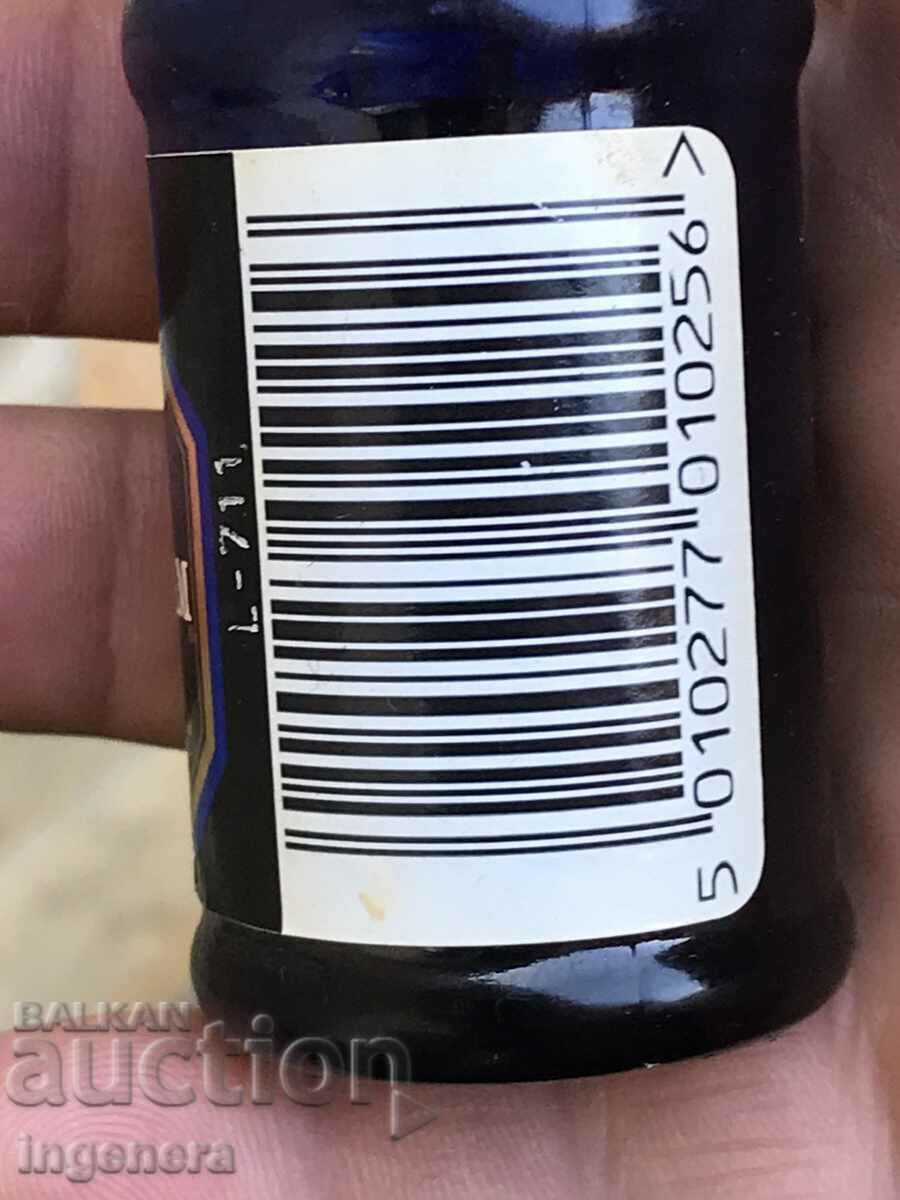 5 010277 010256 >
L-711
BALKAN
auction
ingenera